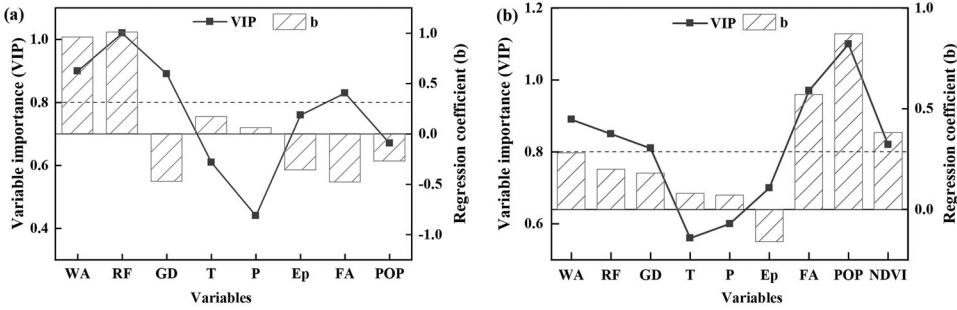 (a)
VIP
b
Variable importance (VIP)
1.0
0.8
0.6
0.4
Regression coefficient (b)
1.0
0.5
0.0
-0.5
-1.0
WA RF GD T P Ep FA POP
Variables
(b)
VIP
b
Variable importance (VIP)
1.2
1.0
0.8
0.6
Regression coefficient (b)
1.0
0.5
0.0
WA RF GD T P Ep FA POP NDVI
Variables